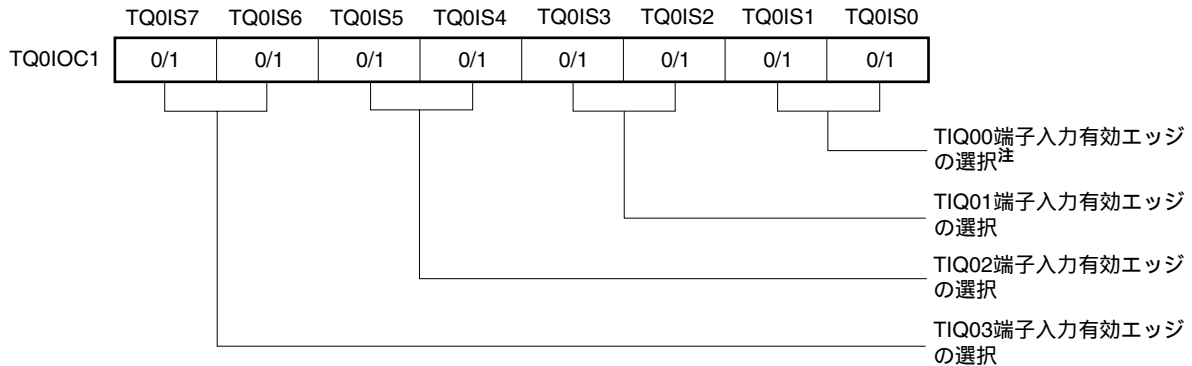 TQ0IS7 TQ0IS6 TQ0IS5 TQ0IS4 TQ0IS3 TQ0IS2 TQ0IS1 TQ0IS0
TQ0IOC1 0/1 0/1 0/1 0/1 0/1 0/1 0/1 0/1
TIQ00端子入力有効エッジ
の選択注
TIQ01端子入力有効エッジ
の選択
TIQ02端子入力有効エッジ
の選択
TIQ03端子入力有効エッジ
の選択